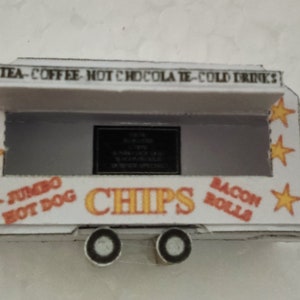 TEA- COFFEE- HOT CHOCOLATE-COLD DRINKS
- JUMBO
HOT DOG
CHIPS
BACON
ROLLS